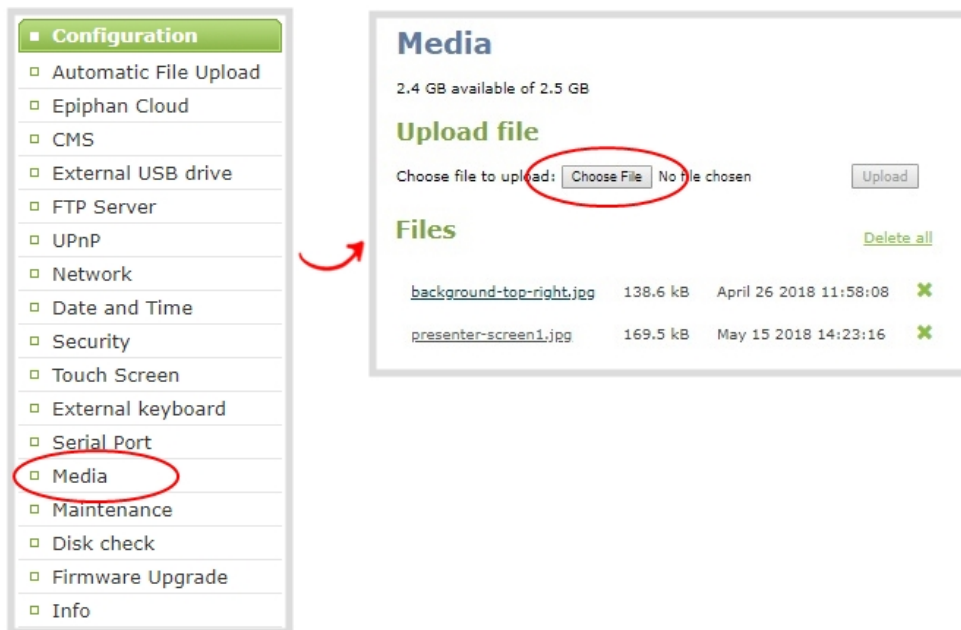 Configuration
Automatic File Upload
Epiphan Cloud
CMS
External USB drive
FTP Server
UPnP
Network
Date and Time
Security
Touch Screen
External keyboard
Serial Port
Media
Maintenance
Disk check
Firmware Upgrade
Info
Media
2.4 GB available of 2.5 GB
Upload file
Choose file to upload: Choose File No file chosen Upload
Files Delete all
background-top-right.jpg 138.6 kB April 26 2018 11:58:08
presenter-screen1.jpg 169.5 kB May 15 2018 14:23:16